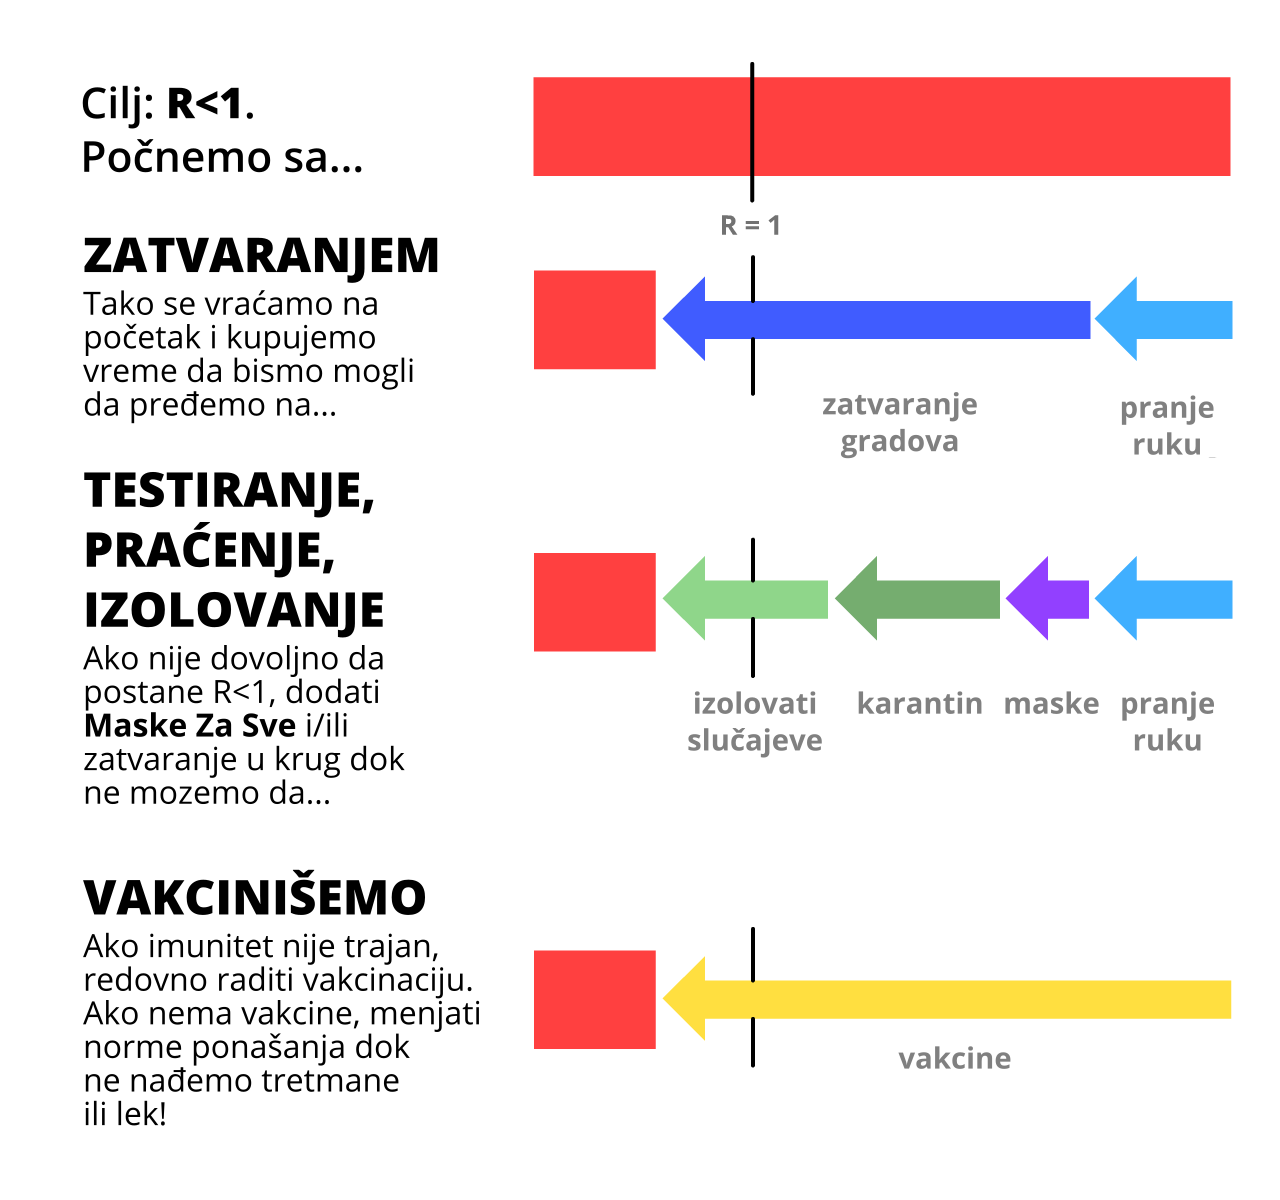 Cilj: R<1.
Počnemo sa...
R = 1
ZATVARANJEM
Tako se vraćamo na
početak i kupujemo
vreme da bismo mogli
da pređemo na...
zatvaranje
gradova
pranje
ruku
TESTIRANJE,
PRAĆENJE,
IZOLOVANJE
Ako nije dovoljno da
postane R<1, dodati
Maske Za Sve i/ili
zatvaranje u krug dok
ne mozemo da...
izolovati
slučajeve
karantin
maske
pranje
ruku
VAKCINIŠEMO
Ako imunitet nije trajan,
redovno raditi vakcinaciju.
Ako nema vakcine, menjati
norme ponašanja dok
ne nađemo tretmane
ili lek!
vakcine